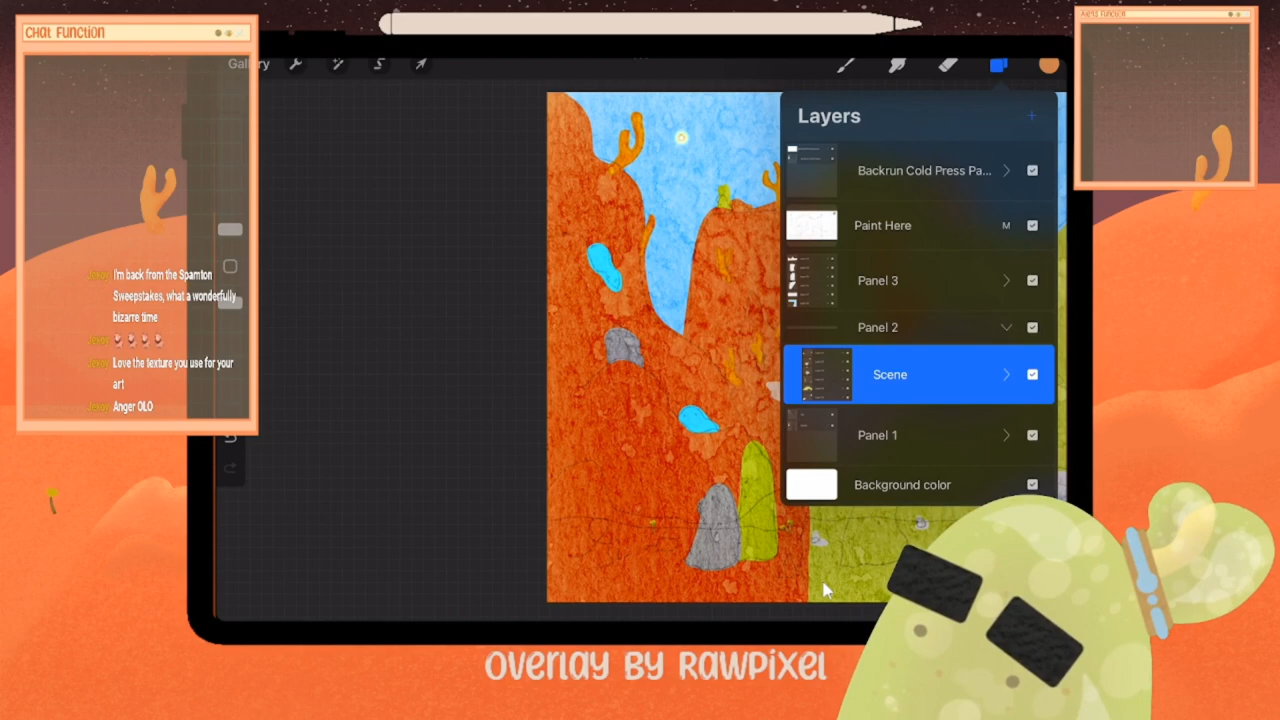 CHAT FUNCTION
Alerts Function
Gallery
Layers
Backrun Cold Press Pa...
Paint Here
M
Panel 3
Panel 2
Scene
Panel 1
Background color
I'm back from the Spamton
Sweepstakes, what a wonderfully
bizarre time
Love the texture you use for your
art
Anger OLO
OVERLAY BY RAWPIXEL